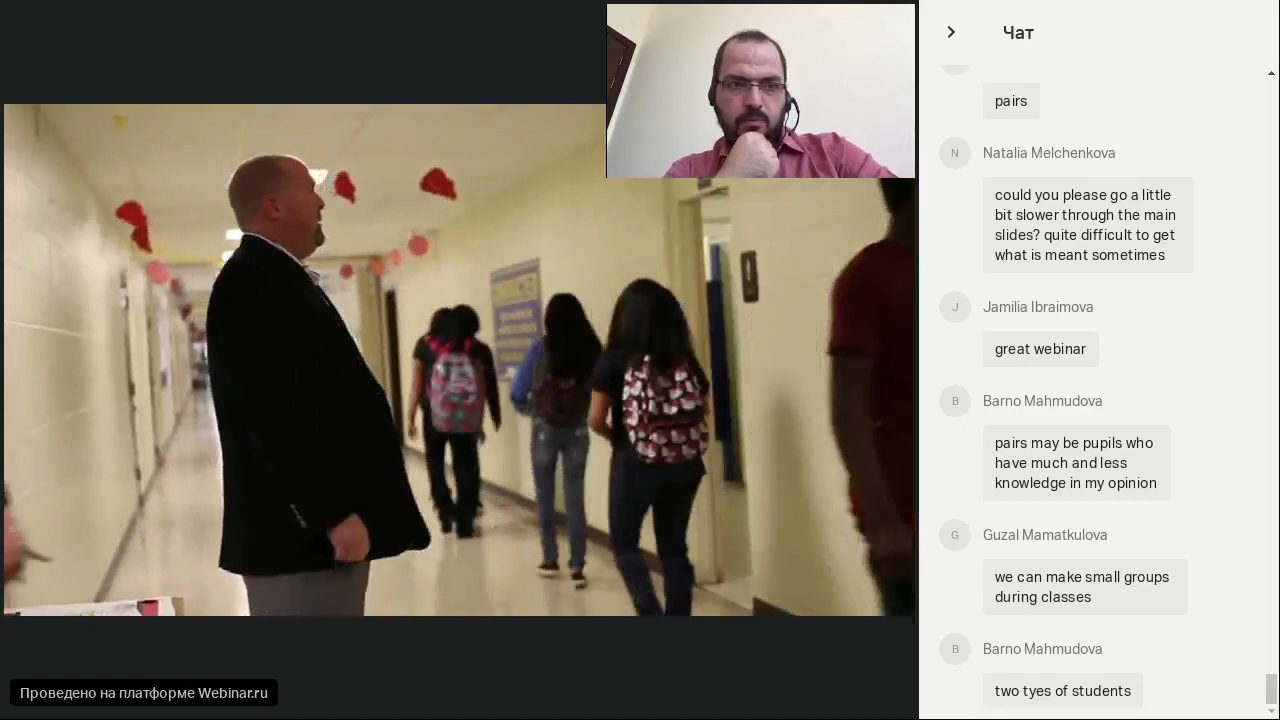 Чат
pairs
N
Natalia Melchenkova
could you please go a little
bit slower through the main
slides? quite difficult to get
what is meant sometimes
J
Jamilia Ibraimova
great webinar
B
Barno Mahmudova
pairs may be pupils who
have much and less
knowledge in my opinion
G
Guzal Mamatkulova
we can make small groups
during classes
B
Barno Mahmudova
two tyes of students
Проведено на платформе Webinar.ru